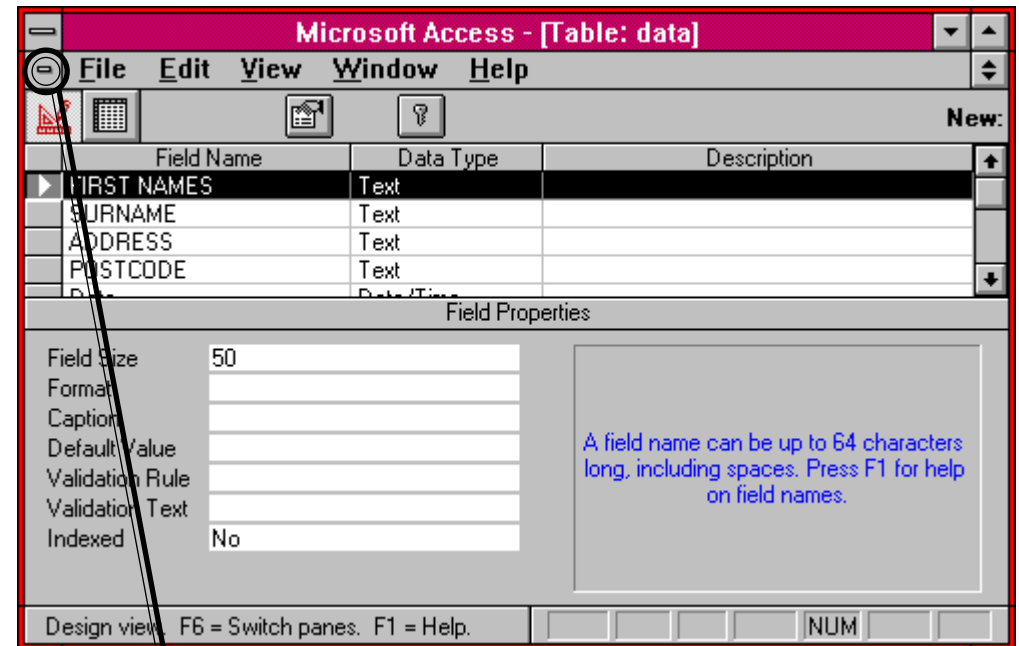 Microsoft Access - [Table: data]
File Edit View Window Help
New:
Field Name Data Type Description
FIRST NAMES Text
SURNAME Text
ADDRESS Text
POSTCODE Text
Date Date/Time
Field Properties
Field Size 50
Format
Caption
Default Value
Validation Rule
Validation Text
Indexed No
A field name can be up to 64 characters
long, including spaces. Press F1 for help
on field names.
Design view. F6 = Switch panes. F1 = Help. NUM